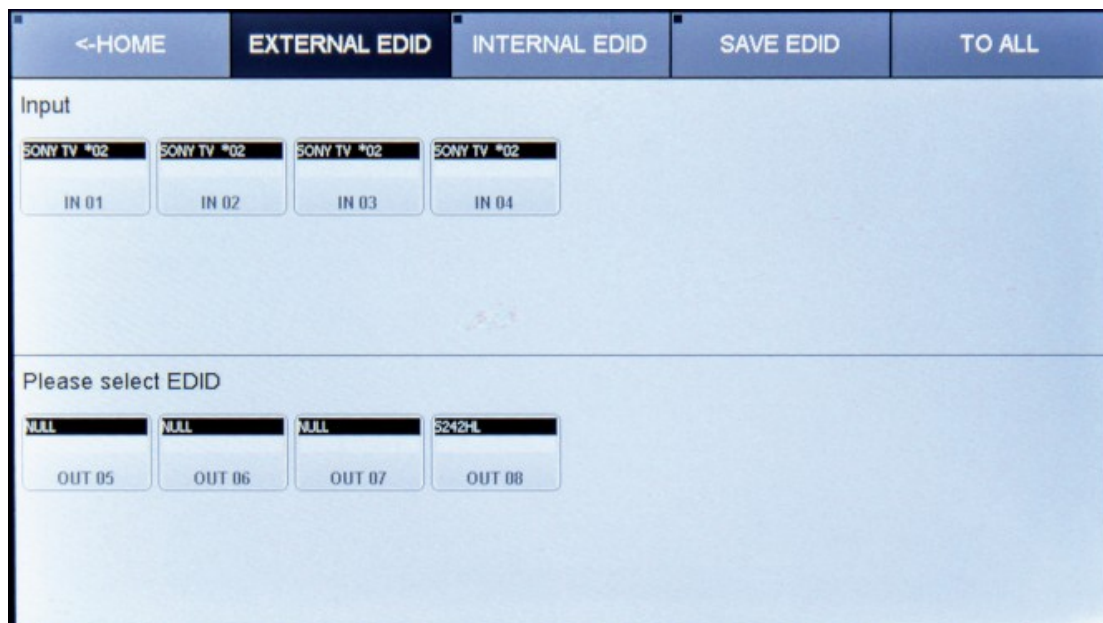 <-HOME EXTERNAL EDID INTERNAL EDID SAVE EDID TO ALL
Input
SONY TV *02 SONY TV *02 SONY TV *02 SONY TV *02
IN 01 IN 02 IN 03 IN 04
Please select EDID
NULL NULL NULL S242HL
OUT 05 OUT 06 OUT 07 OUT 08